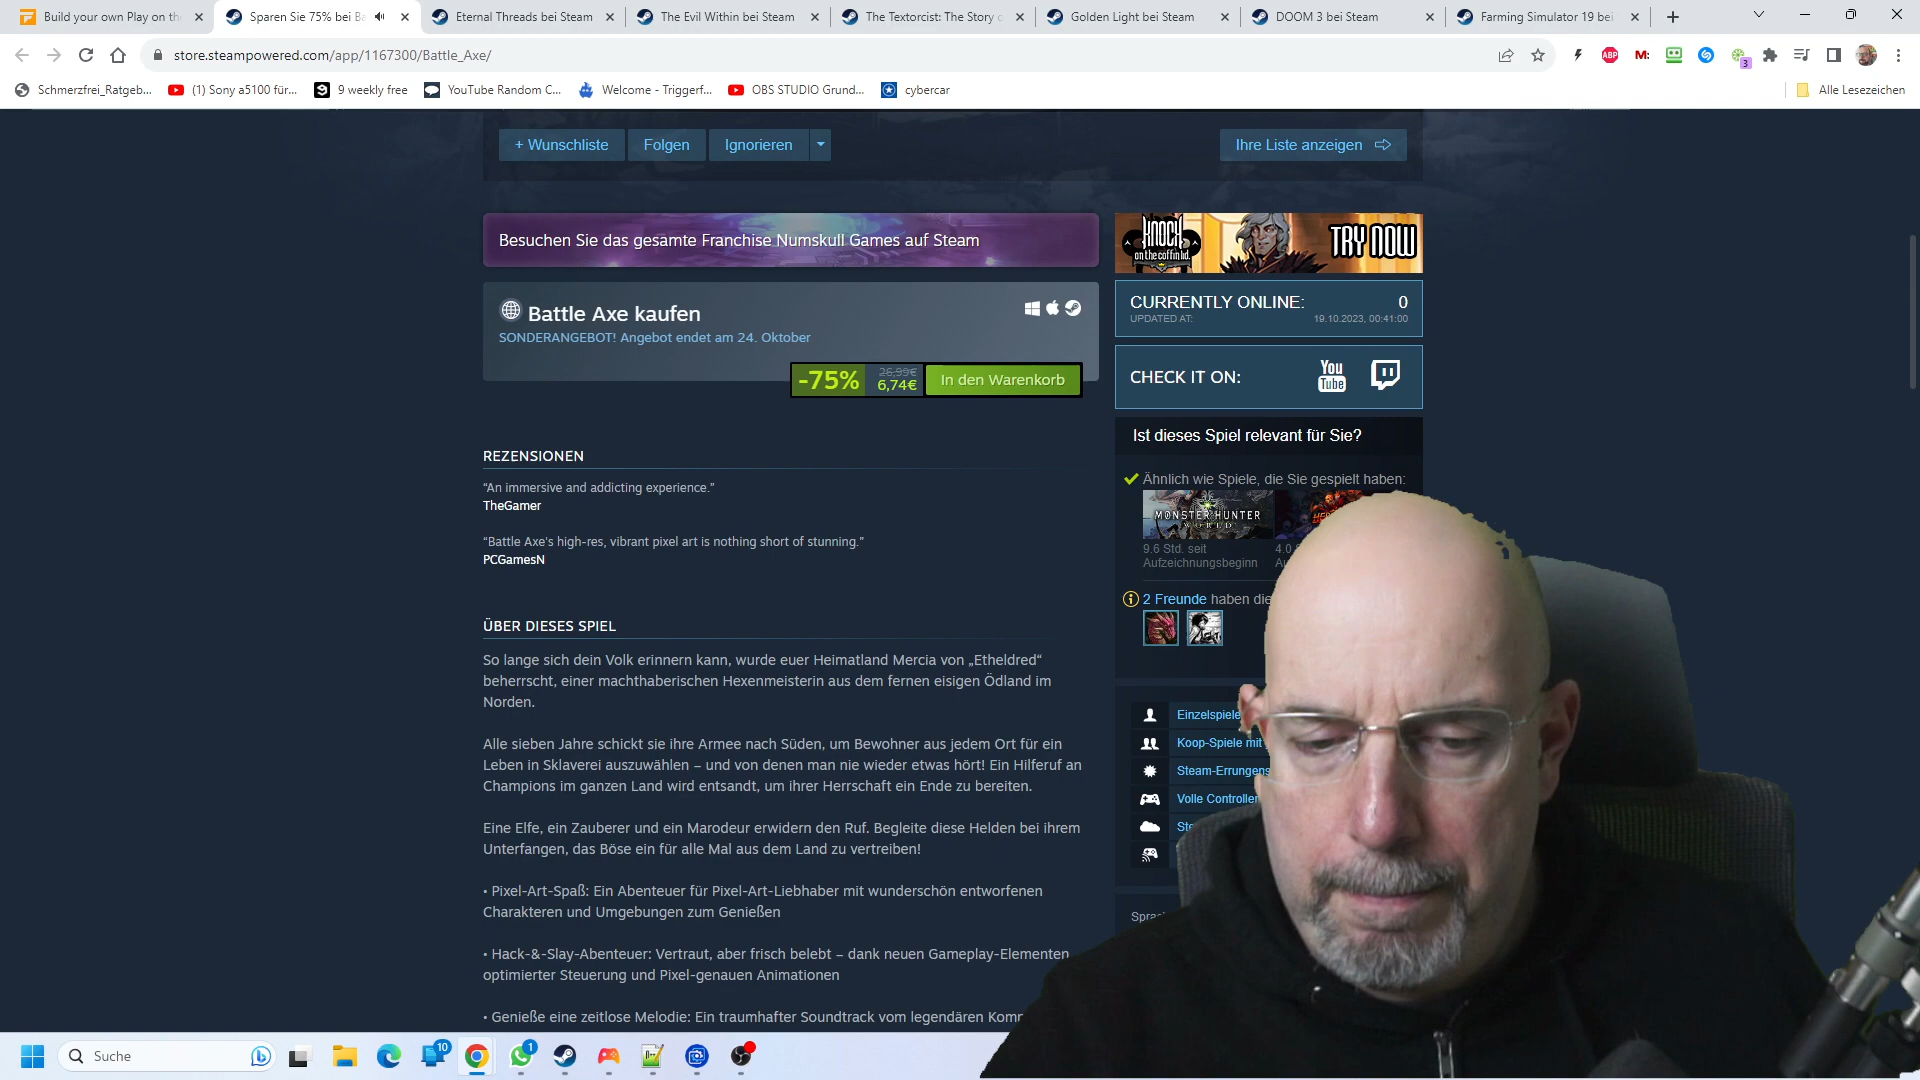 Build your own Play on th
Sparen Sie 75% bei Ba
Eternal Threads bei Steam
The Evil Within bei Steam
The Textorcist: The Story o
Golden Light bei Steam
DOOM 3 bei Steam
Farming Simulator 19 bei
store.steampowered.com/app/1167300/Battle_Axe/
ABP
M:
3
Schmerzfrei_Ratgeb...
(1) Sony a5100 für...
9 weekly free
YouTube Random C...
Welcome - Triggerf...
OBS STUDIO Grund...
cybercar
Alle Lesezeichen
+ Wunschliste
Folgen
Ignorieren
Ihre Liste anzeigen
Besuchen Sie das gesamte Franchise Numskull Games auf Steam
KNOCK
on the coffin lid.
TRY NOW
Battle Axe kaufen
SONDERANGEBOT! Angebot endet am 24. Oktober
-75%
26,99€
6,74€
In den Warenkorb
CURRENTLY ONLINE:
0
UPDATED AT:
19.10.2023, 00:41:00
CHECK IT ON:
You
Tube
Ist dieses Spiel relevant für Sie?
Ähnlich wie Spiele, die Sie gespielt haben:
MONSTER HUNTER
WORLD
9.6 Std. seit
Aufzeichnungsbeginn
4.0
2 Freunde haben die
REZENSIONEN
“An immersive and addicting experience.”
TheGamer
“Battle Axe's high-res, vibrant pixel art is nothing short of stunning.”
PCGamesN
ÜBER DIESES SPIEL
So lange sich dein Volk erinnern kann, wurde euer Heimatland Mercia von „Etheldred“
beherrscht, einer machthaberischen Hexenmeisterin aus dem fernen eisigen Ödland im
Norden.
Alle sieben Jahre schickt sie ihre Armee nach Süden, um Bewohner aus jedem Ort für ein
Leben in Sklaverei auszuwählen – und von denen man nie wieder etwas hört! Ein Hilferuf an
Champions im ganzen Land wird entsandt, um ihrer Herrschaft ein Ende zu bereiten.
Eine Elfe, ein Zauberer und ein Marodeur erwidern den Ruf. Begleite diese Helden bei ihrem
Unterfangen, das Böse ein für alle Mal aus dem Land zu vertreiben!
• Pixel-Art-Spaß: Ein Abenteuer für Pixel-Art-Liebhaber mit wunderschön entworfenen
Charakteren und Umgebungen zum Genießen
• Hack-&-Slay-Abenteuer: Vertraut, aber frisch belebt – dank neuen Gameplay-Elementen,
optimierter Steuerung und Pixel-genauen Animationen
• Genieße eine zeitlose Melodie: Ein traumhafter Soundtrack vom legendären Komp
Einzelspiele
Koop-Spiele mit
Steam-Errungens
Volle Controller
Ste
Sprac
Suche
10
1